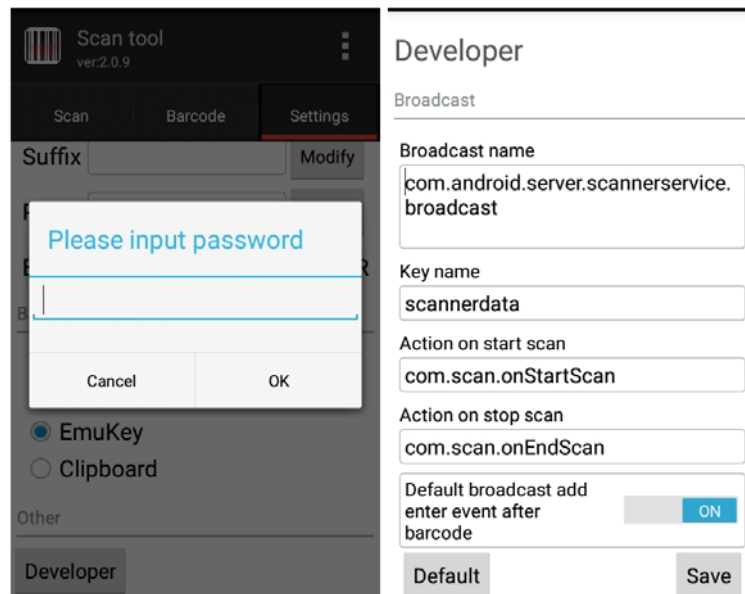 Scan tool
ver:2.0.9
Scan
Barcode
Settings
Suffix
Modify
Please input password
Cancel
OK
EmuKey
Clipboard
Other
Developer
Developer
Broadcast
Broadcast name
com.android.server.scannerservice.
broadcast
Key name
scannerdata
Action on start scan
com.scan.onStartScan
Action on stop scan
com.scan.onEndScan
Default broadcast add
enter event after
barcode
ON
Default
Save